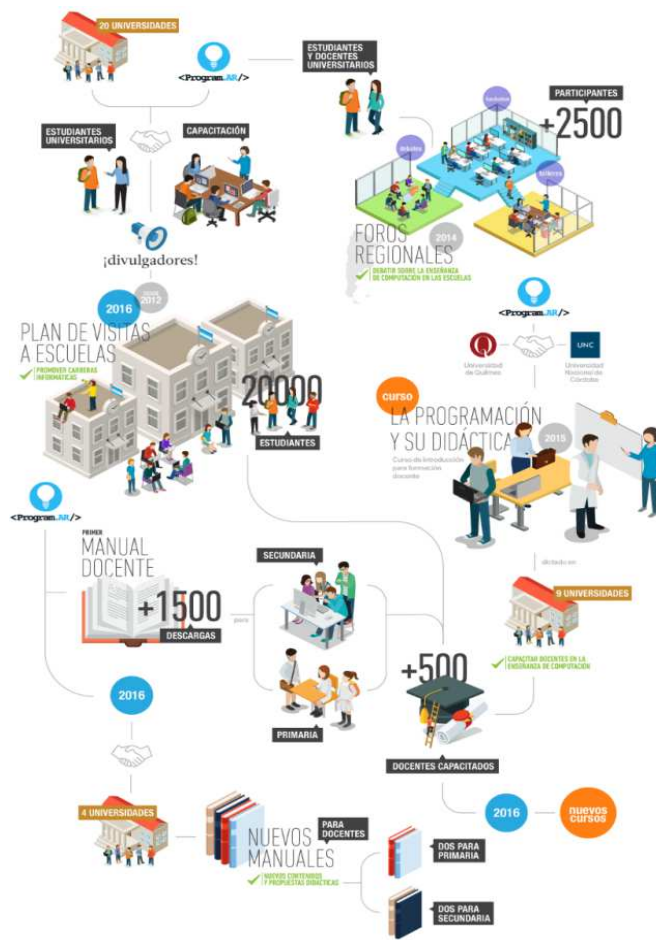 20 UNIVERSIDADES
<Program.AR/>
ESTUDIANTES
Y DOCENTES
UNIVERSITARIOS
PARTICIPANTES
+2500
debates
talleres
ESTUDIANTES
UNIVERSITARIOS
CAPACITACIÓN
¡divulgadores!
FOROS
REGIONALES
2014
DEBATIR SOBRE LA ENSEÑANZA
DE COMPUTACIÓN EN LAS ESCUELAS
2016
DESDE
2012
PLAN DE VISITAS
A ESCUELAS
PROMOVER CARRERAS
INFORMÁTICAS
20000
ESTUDIANTES
<Program.AR/>
Universidad
de Quilmes
UNC
Universidad
Nacional de
Córdoba
curso
LA PROGRAMACIÓN
Y SU DIDÁCTICA
2015
Curso de introducción
para formación
docente
dictado en
9 UNIVERSIDADES
CAPACITAR DOCENTES EN LA
ENSEÑANZA DE COMPUTACIÓN
<Program.AR/>
PRIMER
MANUAL
DOCENTE
+1500
DESCARGAS
para
SECUNDARIA
PRIMARIA
+500
DOCENTES CAPACITADOS
2016
nuevos
cursos
2016
4 UNIVERSIDADES
PARA
DOCENTES
NUEVOS
MANUALES
NUEVOS CONTENIDOS
Y PROPUESTAS DIDÁCTICAS
DOS PARA
PRIMARIA
DOS PARA
SECUNDARIA